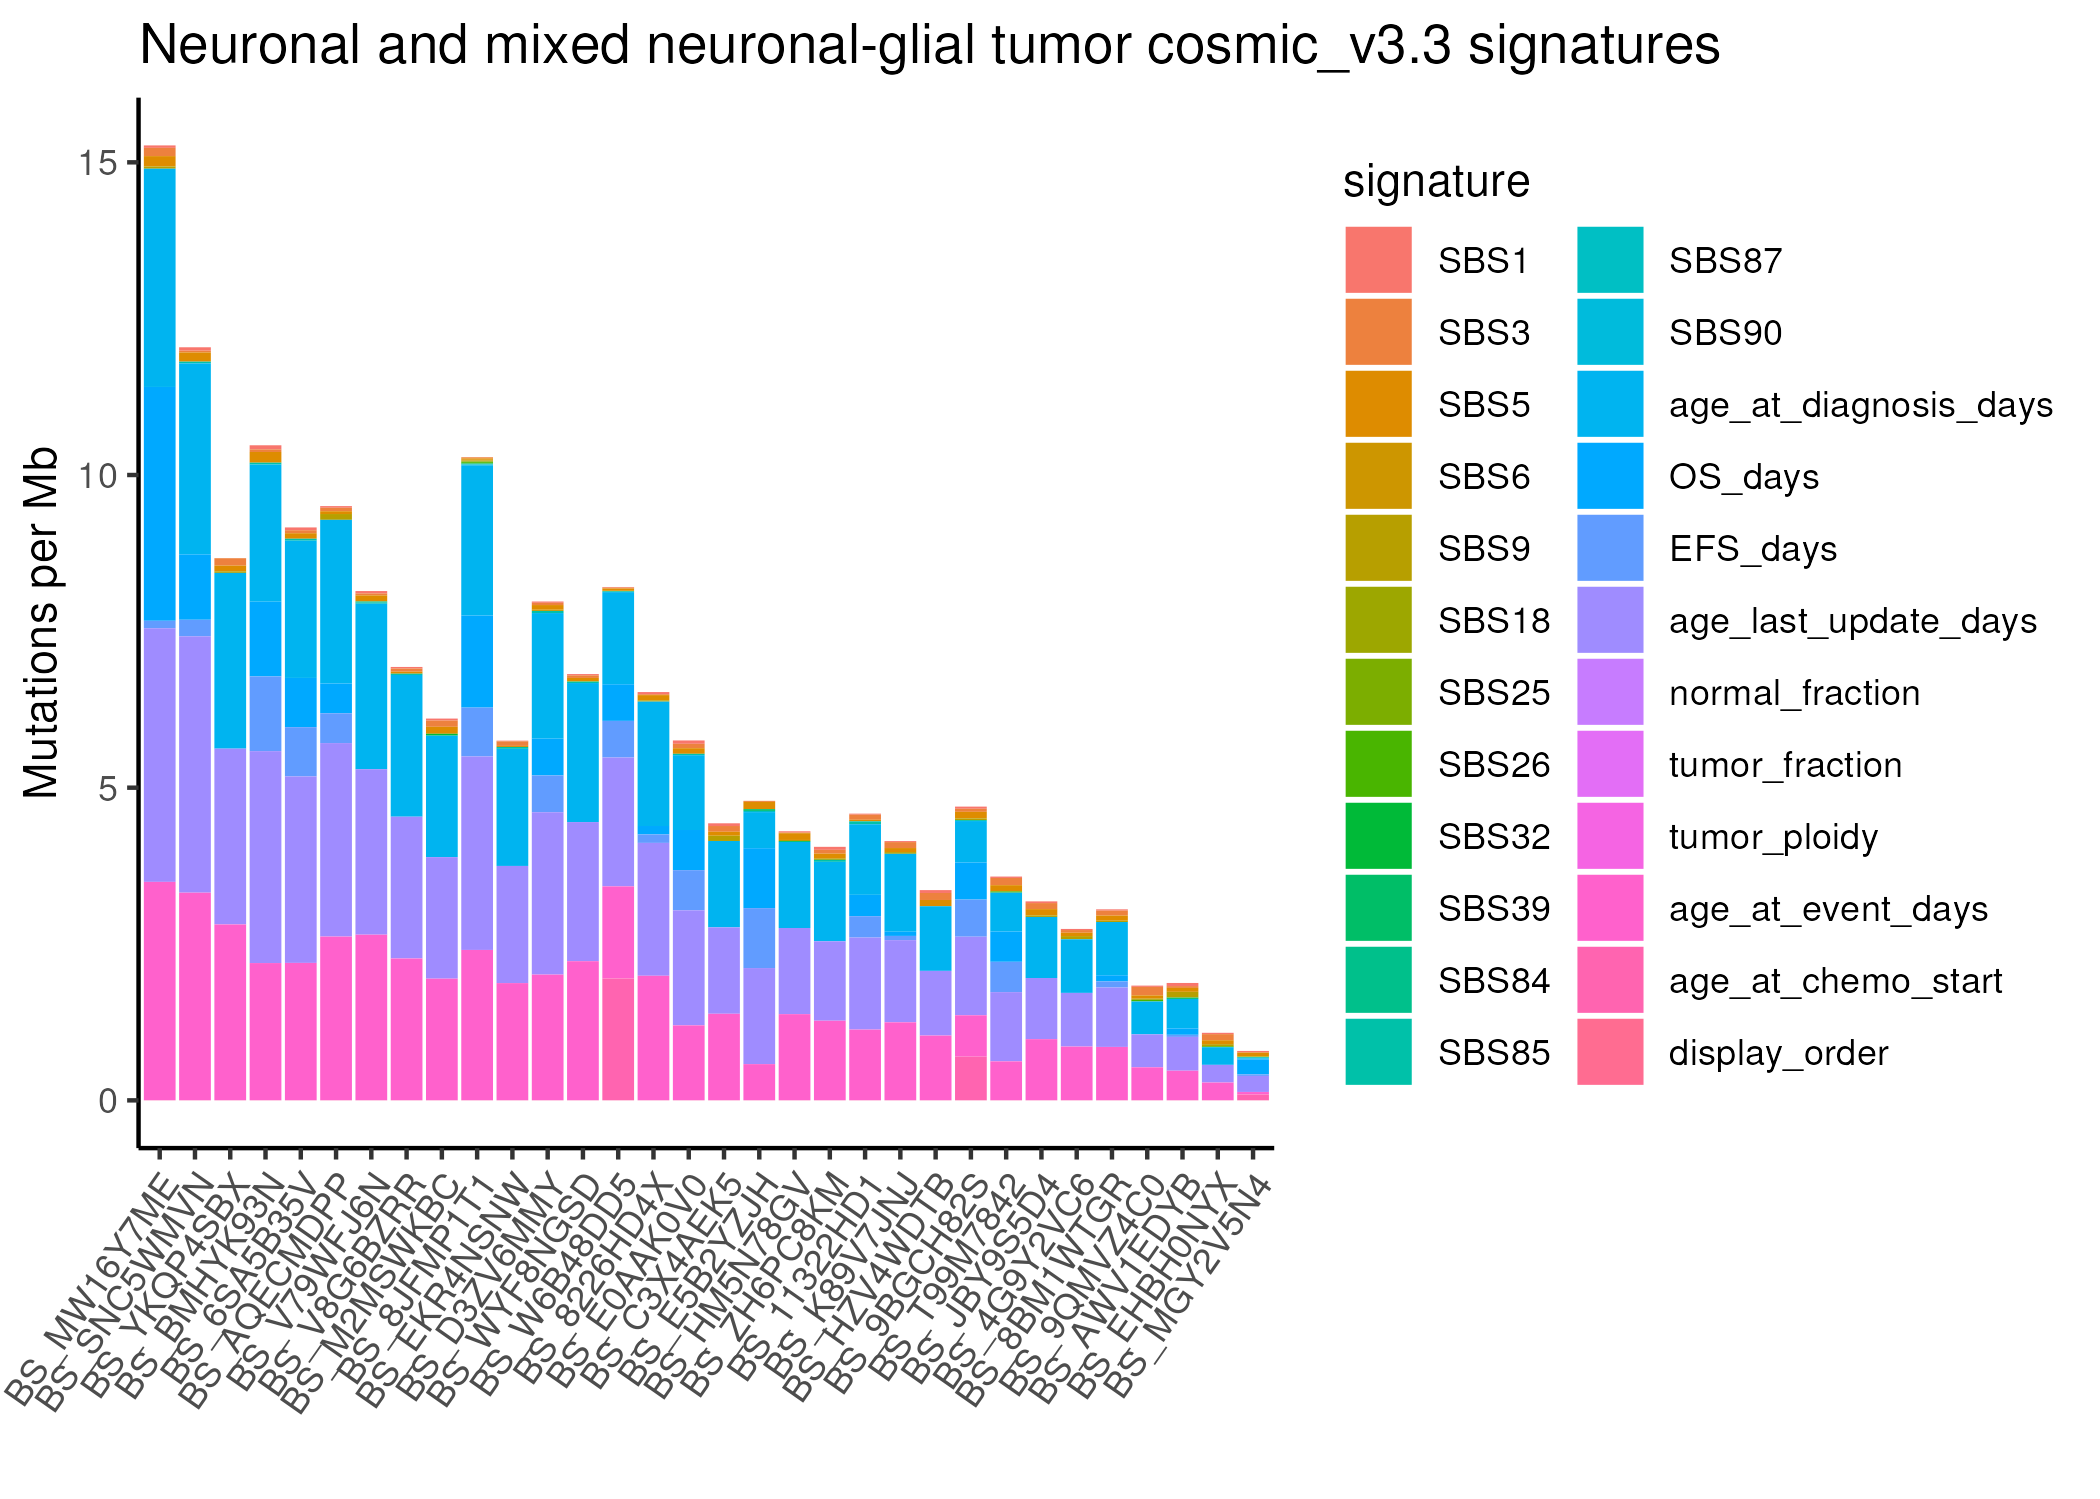 Neuronal and mixed neuronal-glial tumor cosmic_v3.3 signatures
Mutations per Mb
15
10
5
0
signature
SBS1
SBS3
SBS5
SBS6
SBS9
SBS18
SBS25
SBS26
SBS32
SBS39
SBS84
SBS85
SBS87
SBS90
age_at_diagnosis_days
OS_days
EFS_days
age_last_update_days
normal_fraction
tumor_fraction
tumor_ploidy
age_at_event_days
age_at_chemo_start
display_order
BS_MW16Y7ME
BS_SNC5WMVN
BS_YKQP4SBX
BS_BMHYK93N
BS_6SA5B35V
BS_AQECMDPP
BS_V79WFJ6N
BS_V8G6BZRR
BS_M2MSWKBC
BS_8JFMP1T1
BS_EKR4NSNW
BS_D3ZV6MMY
BS_WYF8NGSD
BS_W6B48DD5
BS_8226HD4X
BS_E0AAK0V0
BS_C3X4AEK5
BS_E5B2YZJH
BS_HM5N78GV
BS_ZH6PC8KM
BS_11322HD1
BS_K89V7JNJ
BS_HZV4WDTB
BS_9BGCH82S
BS_T99M7842
BS_JBY9S5D4
BS_4G9Y2VC6
BS_8BM1WTGR
BS_9QMVZ4C0
BS_AWV1EDYB
BS_EHBH0NYX
BS_MGY2V5N4